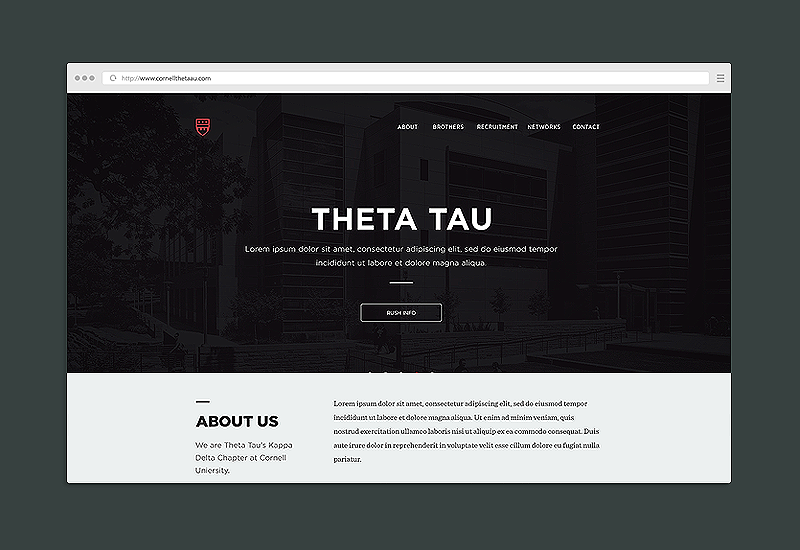 http://www.cornellthetatau.com
ABOUT BROTHERS RECRUITMENT NETWORKS CONTACT
THETA TAU
Lorem ipsum dolor sit amet, consectetur adipiscing elit, sed do eiusmod tempor
incididunt ut labore et dolore magna aliqua.
RUSH INFO
ABOUT US
We are Theta Tau's Kappa
Delta Chapter at Cornell
Uniersity.
Lorem ipsum dolor sit amet, consectetur adipiscing elit, sed do eiusmod tempor
incididunt ut labore et dolore magna aliqua. Ut enim ad minim veniam, quis
nostrud exercitation ullamco laboris nisi ut aliquip ex ea commodo consequat. Duis
aute irure dolor in reprehenderit in voluptate velit esse cillum dolore eu fugiat nulla
pariatur.